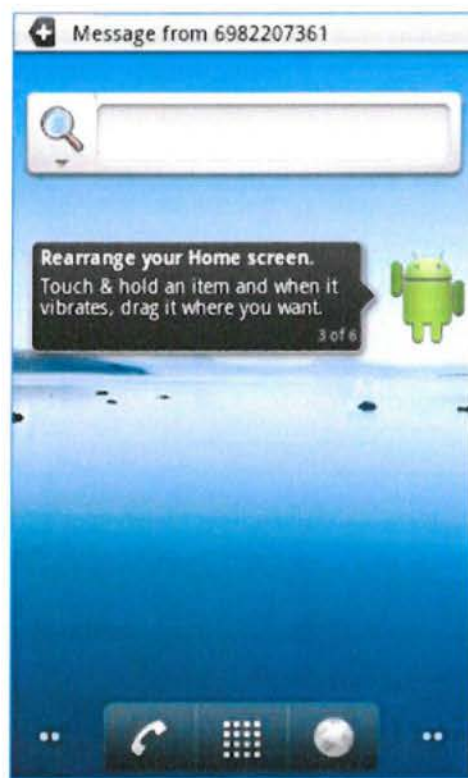 Message from 6982207361
Rearrange your Home screen.
Touch & hold an item and when it
vibrates, drag it where you want.
3 of 6